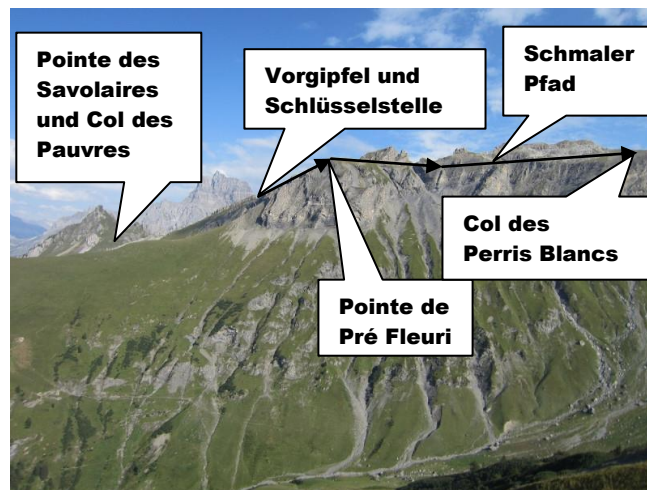 Pointe des
Savolaires
und Col des
Pauvres
Vorgipfel und
Schlüsselstelle
Schmaler
Pfad
Col des
Perris Blancs
Pointe de
Pré Fleuri